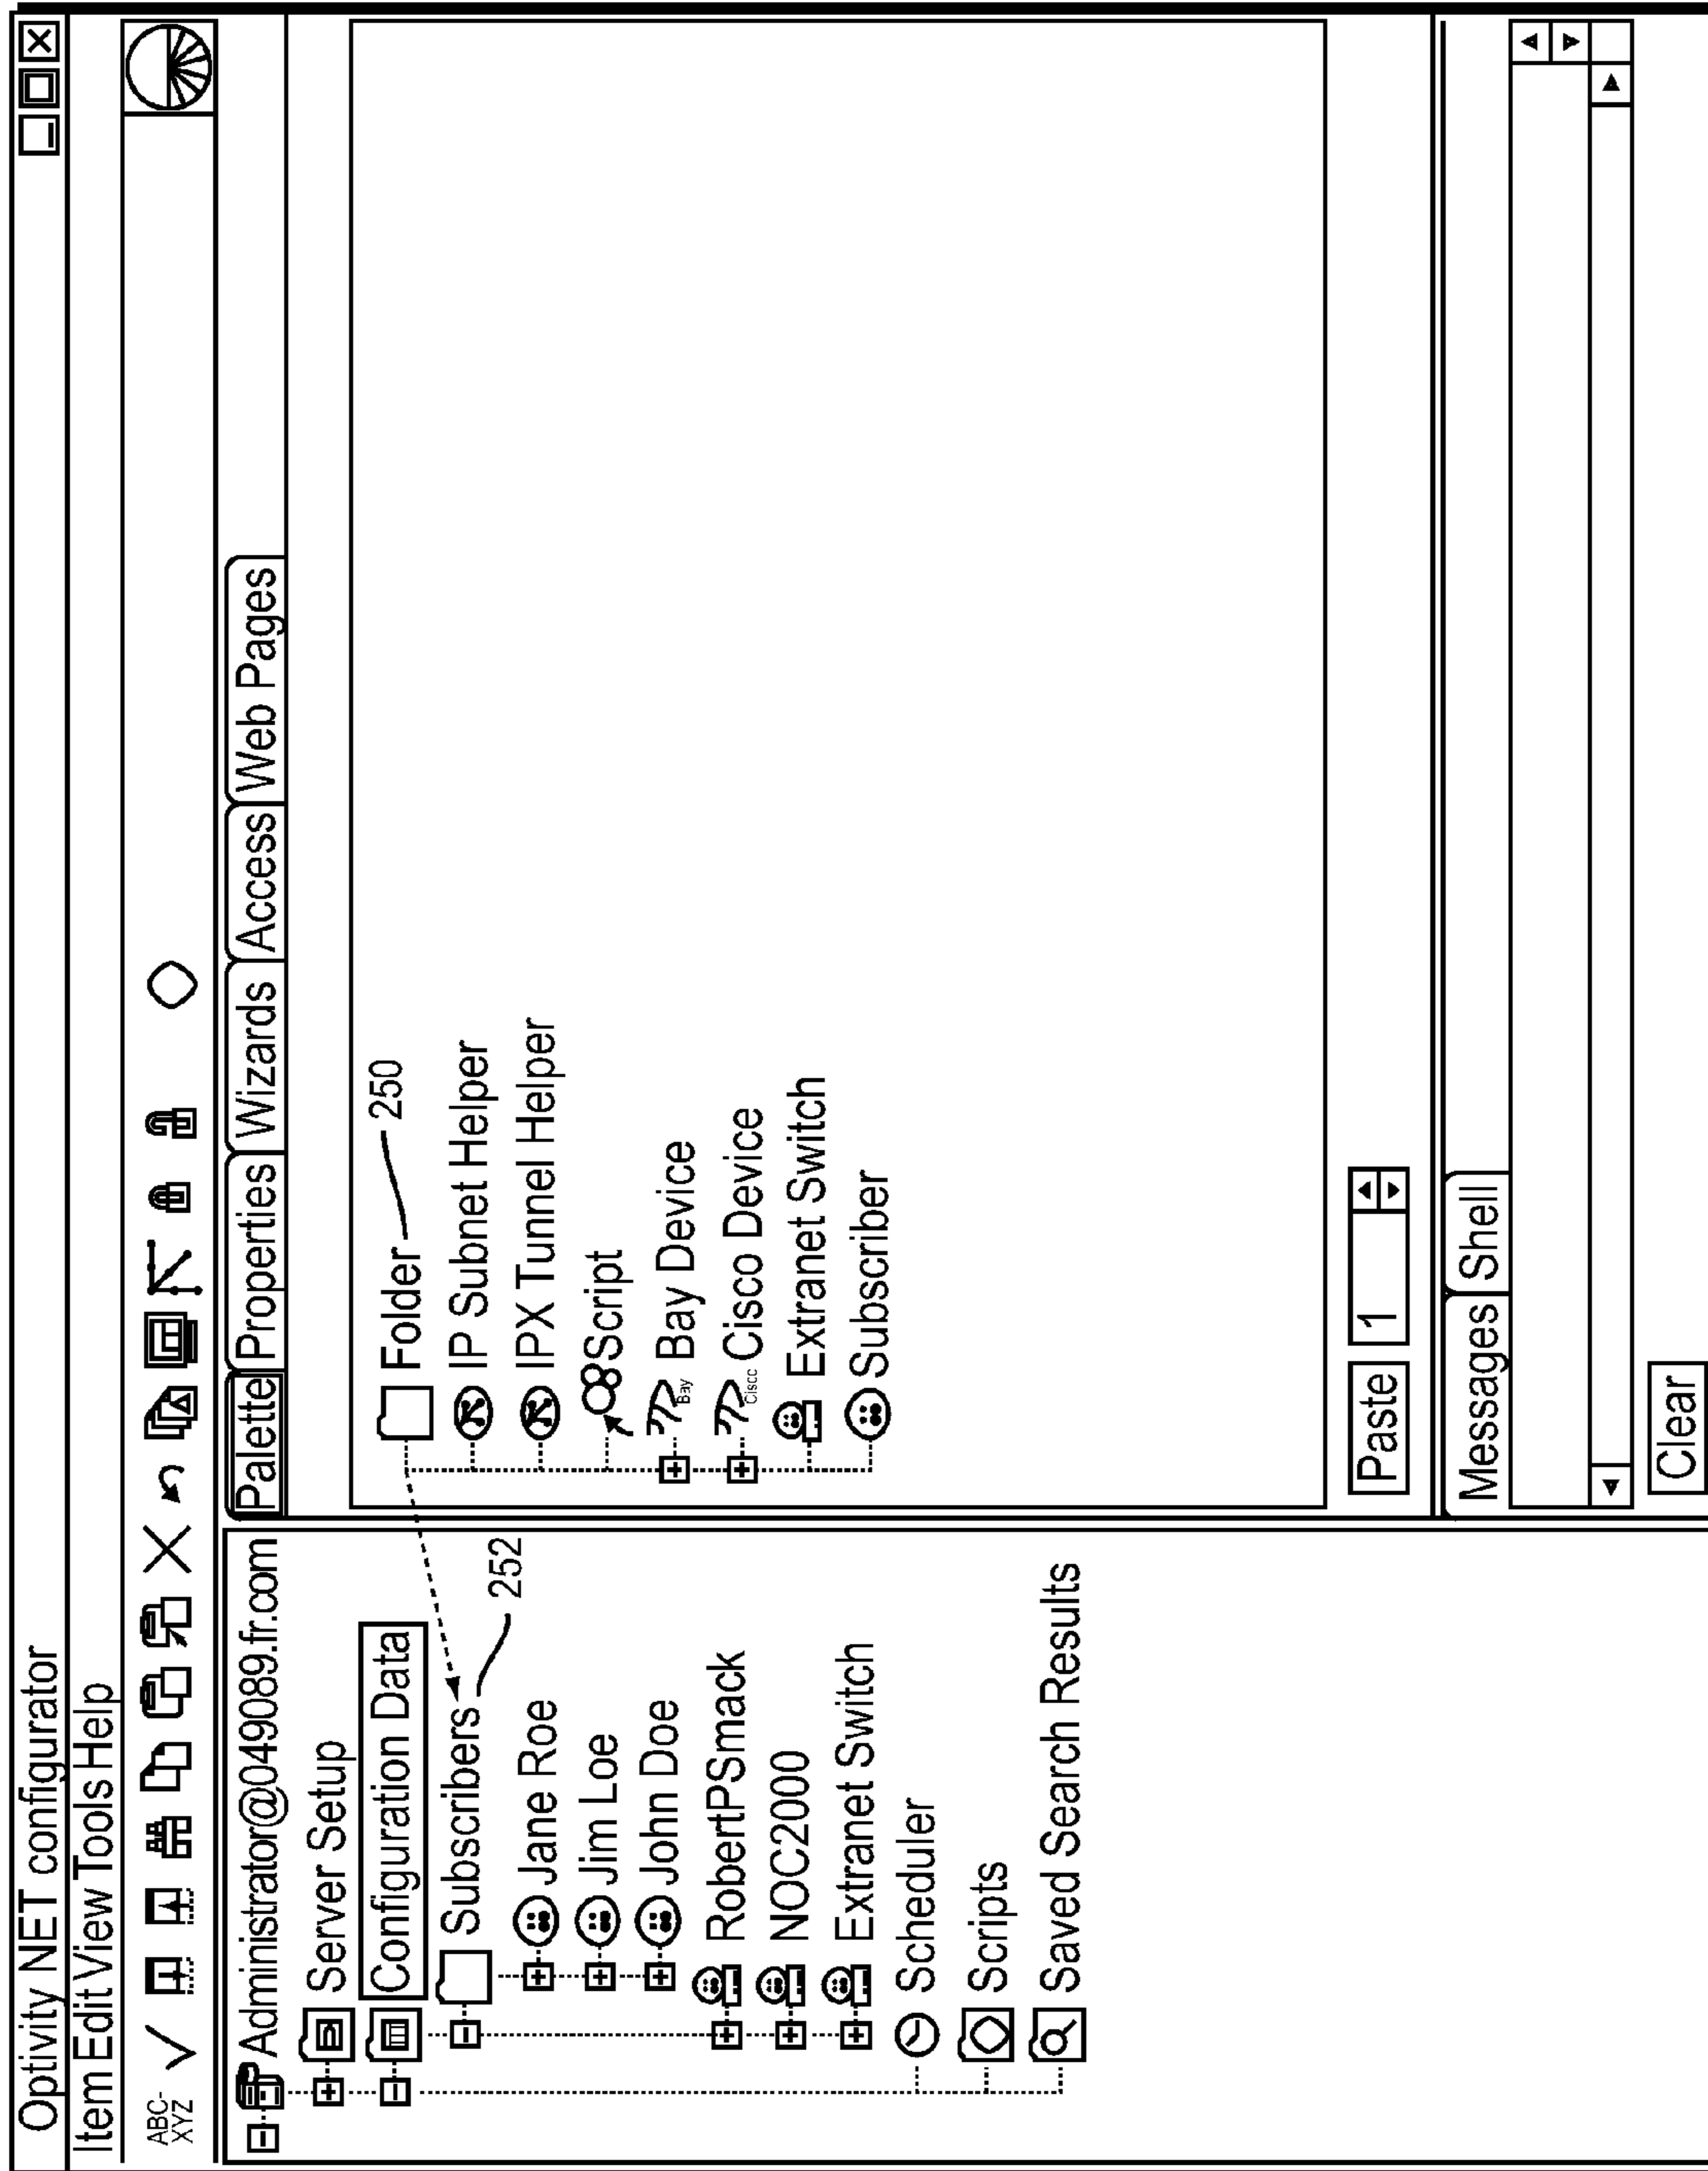 Optivity NET configurator
Item Edit View Tools Help
ABC-
XYZ
Administrator@049089.fr.com
Server Setup
Configuration Data
Subscribers
252
Jane Roe
Jim Loe
John Doe
RobertPSmack
NOC2000
Extranet Switch
Scheduler
Scripts
Saved Search Results
Palette Properties Wizards Access Web Pages
Folder 250
IP Subnet Helper
IPX Tunnel Helper
Script
Bay Bay Device
Cisco Cisco Device
Extranet Switch
Subscriber
Paste 1
Messages Shell
Clear